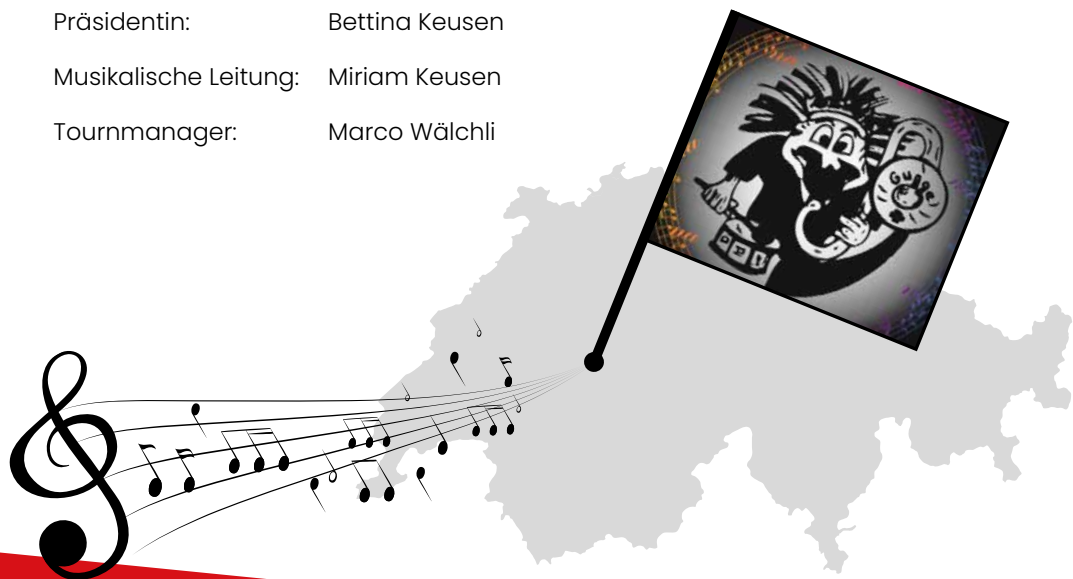 Präsidentin: Bettina Keusen
Musikalische Leitung: Miriam Keusen
Tournmanager: Marco Wälchli
Gugge